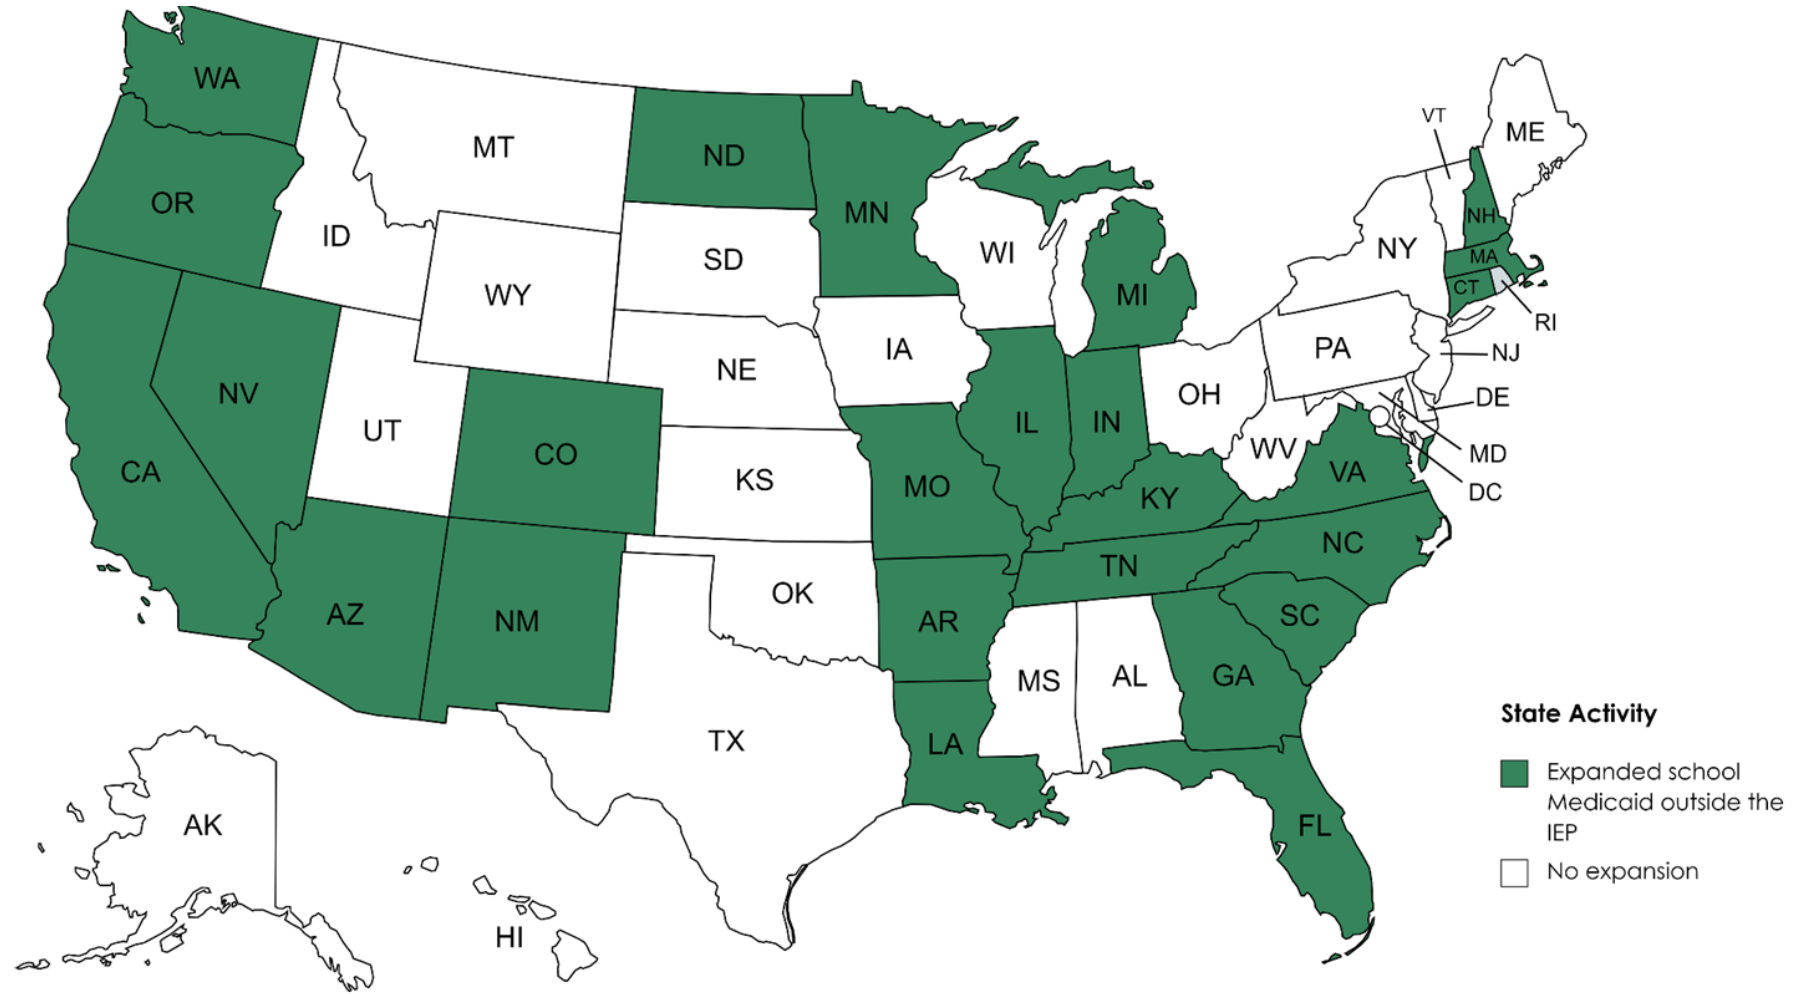 WA
MT
ND
MN
VT
ME
OR
ID
WY
SD
WI
MI
NY
NH
MA
CT
RI
NV
UT
CO
NE
IA
IL
IN
OH
PA
NJ
DE
MD
DC
CA
KS
MO
KY
WV
VA
AZ
NM
OK
AR
TN
NC
SC
TX
LA
MS
AL
GA
FL
AK
HI
State Activity
Expanded school
Medicaid outside the
IEP
No expansion